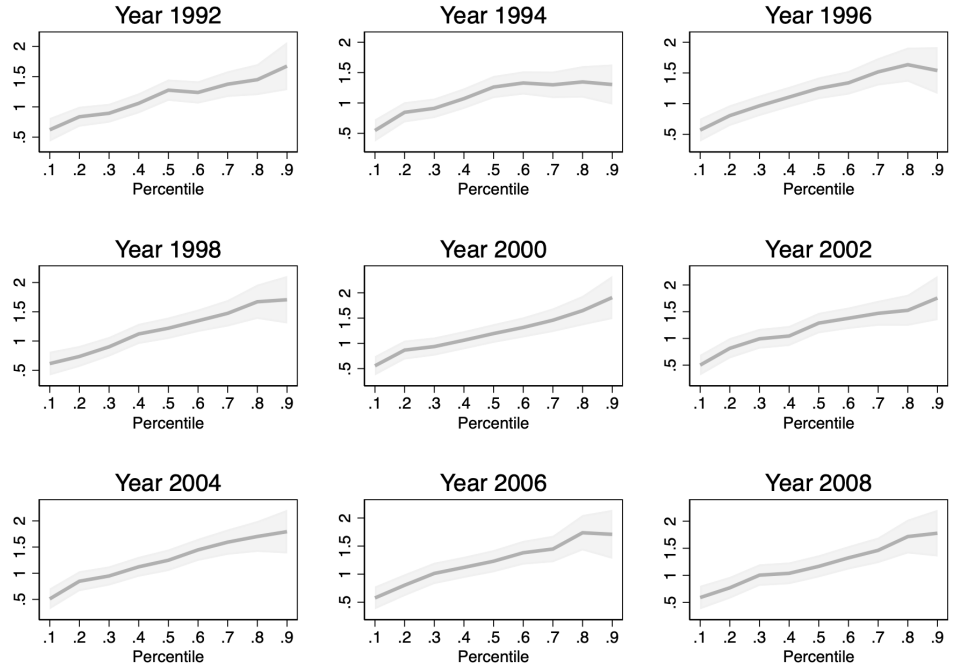 Year 1992
2
1.5
1
.5
.1 .2 .3 .4 .5 .6 .7 .8 .9
Percentile
Year 1994
2
1.5
1
.5
.1 .2 .3 .4 .5 .6 .7 .8 .9
Percentile
Year 1996
2
1.5
1
.5
.1 .2 .3 .4 .5 .6 .7 .8 .9
Percentile
Year 1998
2
1.5
1
.5
.1 .2 .3 .4 .5 .6 .7 .8 .9
Percentile
Year 2000
2
1.5
1
.5
.1 .2 .3 .4 .5 .6 .7 .8 .9
Percentile
Year 2002
2
1.5
1
.5
.1 .2 .3 .4 .5 .6 .7 .8 .9
Percentile
Year 2004
2
1.5
1
.5
.1 .2 .3 .4 .5 .6 .7 .8 .9
Percentile
Year 2006
2
1.5
1
.5
.1 .2 .3 .4 .5 .6 .7 .8 .9
Percentile
Year 2008
2
1.5
1
.5
.1 .2 .3 .4 .5 .6 .7 .8 .9
Percentile